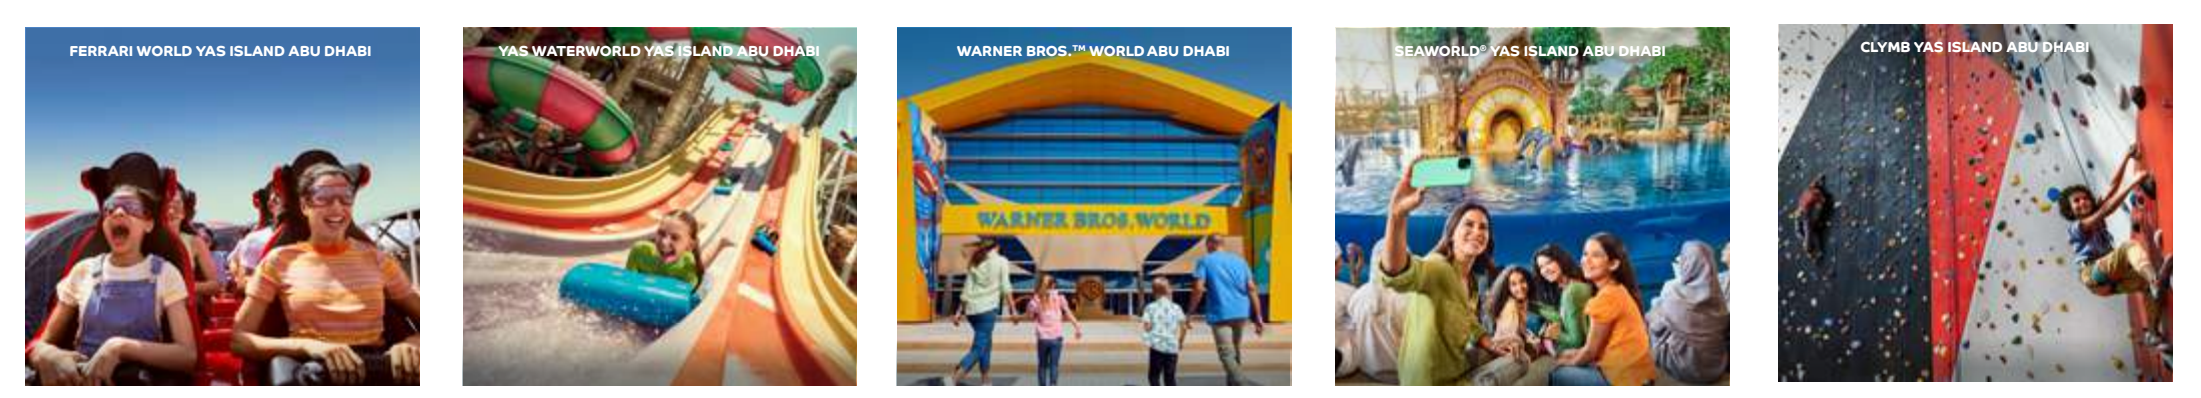 FERRARI WORLD YAS ISLAND ABU DHABI
YAS WATERWORLD YAS ISLAND ABU DHABI
WARNER BROS.™ WORLD ABU DHABI
WARNER BROS. WORLD
SEAWORLD® YAS ISLAND ABU DHABI
CLYMB YAS ISLAND ABU DHABI